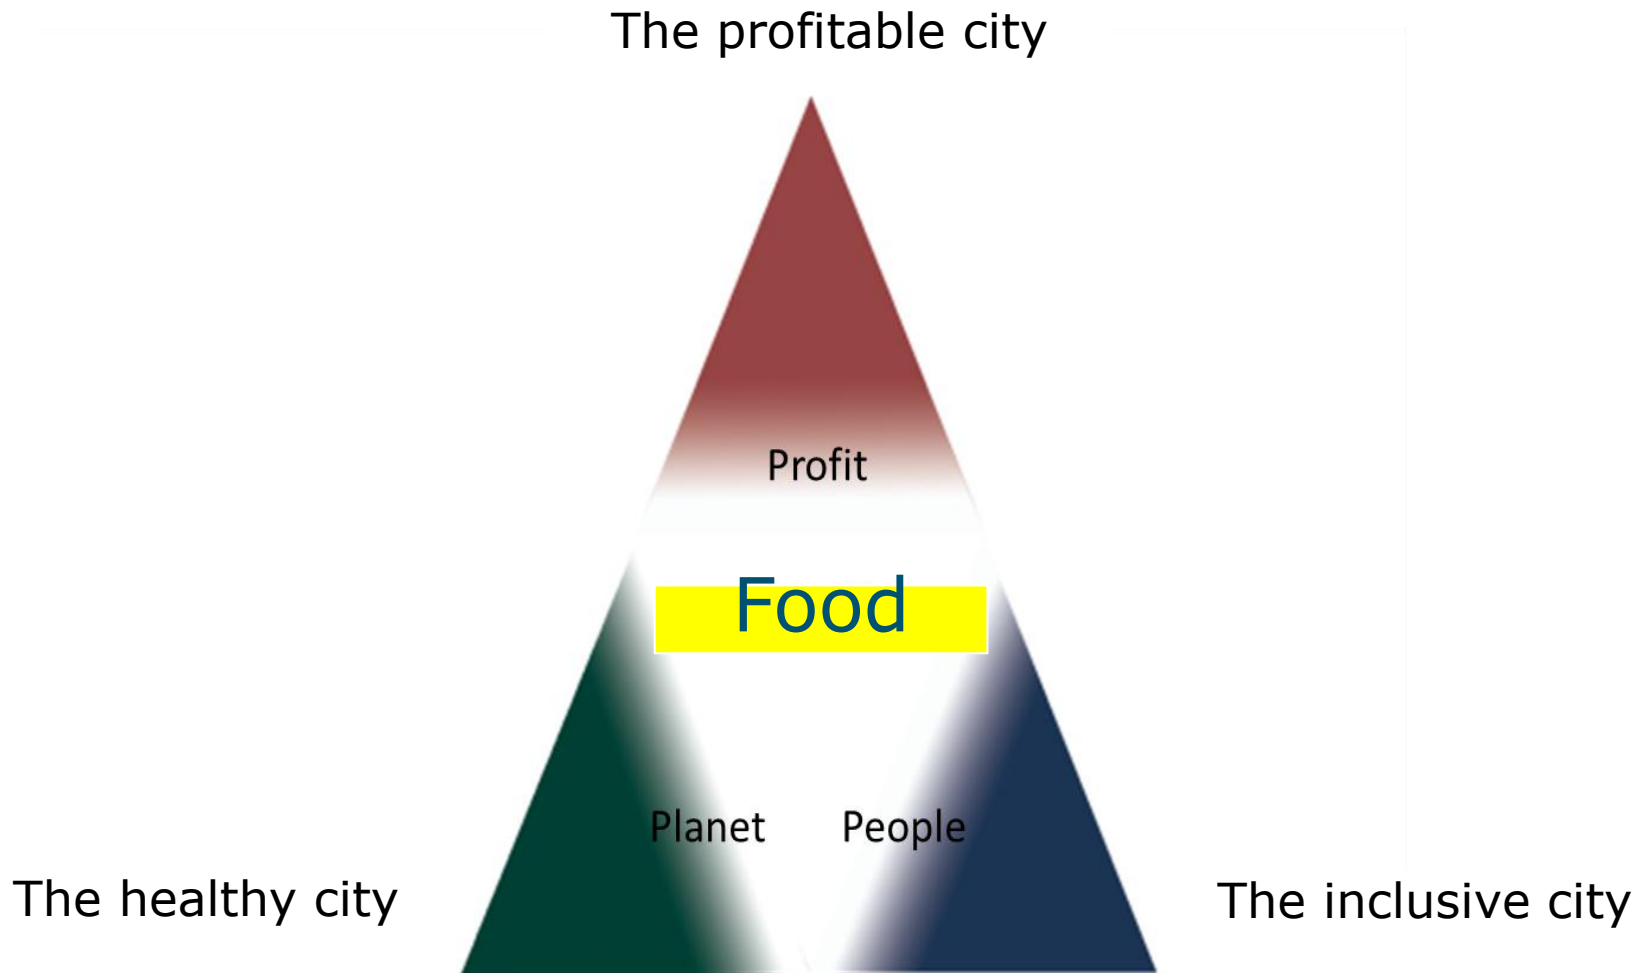 The profitable city
Profit
Food
Planet
People
The healthy city
The inclusive city